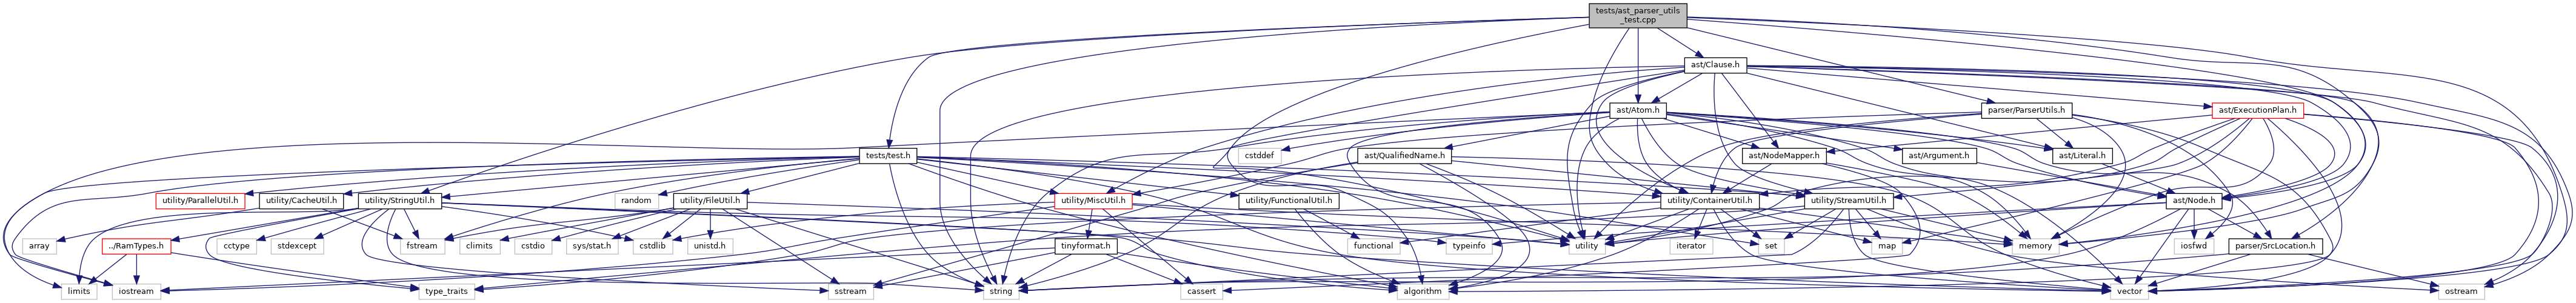 tests/ast_parser_utils
_test.cpp
ast/Clause.h
ast/Atom.h
parser/ParserUtils.h
ast/ExecutionPlan.h
tests/test.h
cstddef
ast/QualifiedName.h
ast/NodeMapper.h
ast/Argument.h
ast/Literal.h
utility/ParallelUtil.h
utility/CacheUtil.h
utility/StringUtil.h
random
utility/FileUtil.h
utility/MiscUtil.h
utility/FunctionalUtil.h
utility/ContainerUtil.h
utility/StreamUtil.h
ast/Node.h
array
../RamTypes.h
cctype
stdexcept
fstream
climits
cstdio
sys/stat.h
cstdlib
unistd.h
tinyformat.h
functional
typeinfo
utility
iterator
set
map
memory
iosfwd
parser/SrcLocation.h
limits
iostream
type_traits
sstream
string
cassert
algorithm
vector
ostream